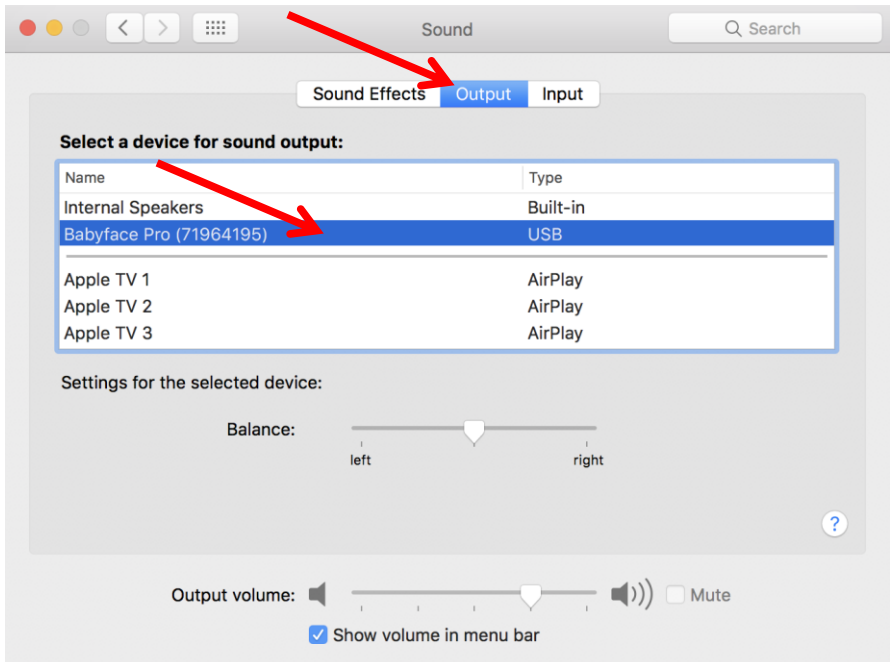 Sound
Search
Sound Effects Output Input
Select a device for sound output:
Name Type
Internal Speakers Built-in
Babyface Pro (71964195) USB
Apple TV 1 AirPlay
Apple TV 2 AirPlay
Apple TV 3 AirPlay
Settings for the selected device:
Balance:
left right
?
Output volume: Mute
Show volume in menu bar